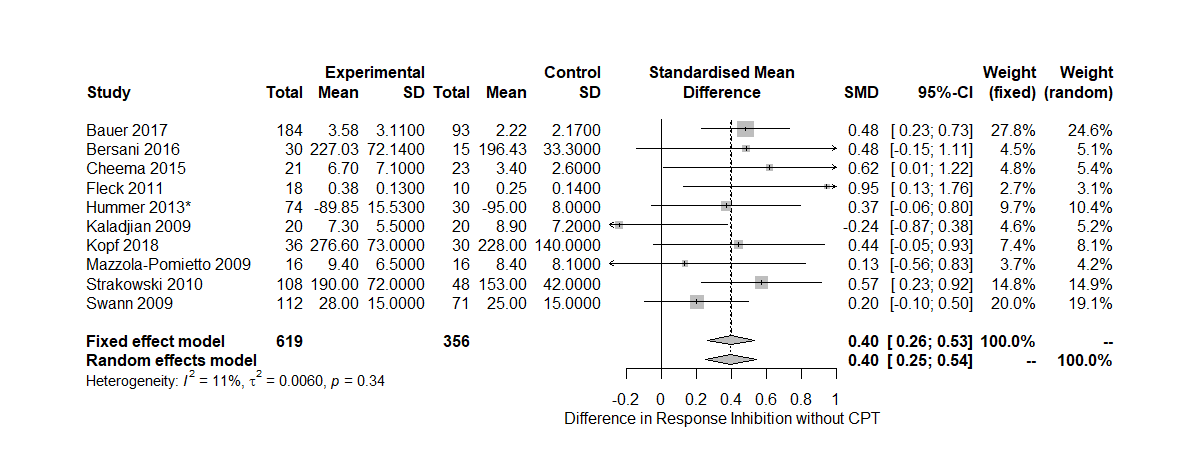 Experimental Control Standardised Mean Weight Weight
Study Total Mean SD Total Mean SD Difference SMD 95%-CI (fixed) (random)
Bauer 2017 184 3.58 3.1100 93 2.22 2.1700 0.48 [ 0.23; 0.73] 27.8% 24.6%
Bersani 2016 30 227.03 72.1400 15 196.43 33.3000 0.48 [-0.15; 1.11] 4.5% 5.1%
Cheema 2015 21 6.70 7.1000 23 3.40 2.6000 0.62 [ 0.01; 1.22] 4.8% 5.4%
Fleck 2011 18 0.38 0.1300 10 0.25 0.1400 0.95 [ 0.13; 1.76] 2.7% 3.1%
Hummer 2013* 74 -89.85 15.5300 30 -95.00 8.0000 0.37 [-0.06; 0.80] 9.7% 10.4%
Kaladjian 2009 20 7.30 5.5000 20 8.90 7.2000 -0.24 [-0.87; 0.38] 4.6% 5.2%
Kopf 2018 36 276.60 73.0000 30 228.00 140.0000 0.44 [-0.05; 0.93] 7.4% 8.1%
Mazzola-Pomietto 2009 16 9.40 6.5000 16 8.40 8.1000 0.13 [-0.56; 0.83] 3.7% 4.2%
Strakowski 2010 108 190.00 72.0000 48 153.00 42.0000 0.57 [ 0.23; 0.92] 14.8% 14.9%
Swann 2009 112 28.00 15.0000 71 25.00 15.0000 0.20 [-0.10; 0.50] 20.0% 19.1%
Fixed effect model 619 356 0.40 [ 0.26; 0.53] 100.0% --
Random effects model 0.40 [ 0.25; 0.54] -- 100.0%
Heterogeneity: I² = 11%, τ² = 0.0060, p = 0.34
-0.2 0 0.2 0.4 0.6 0.8 1
Difference in Response Inhibition without CPT